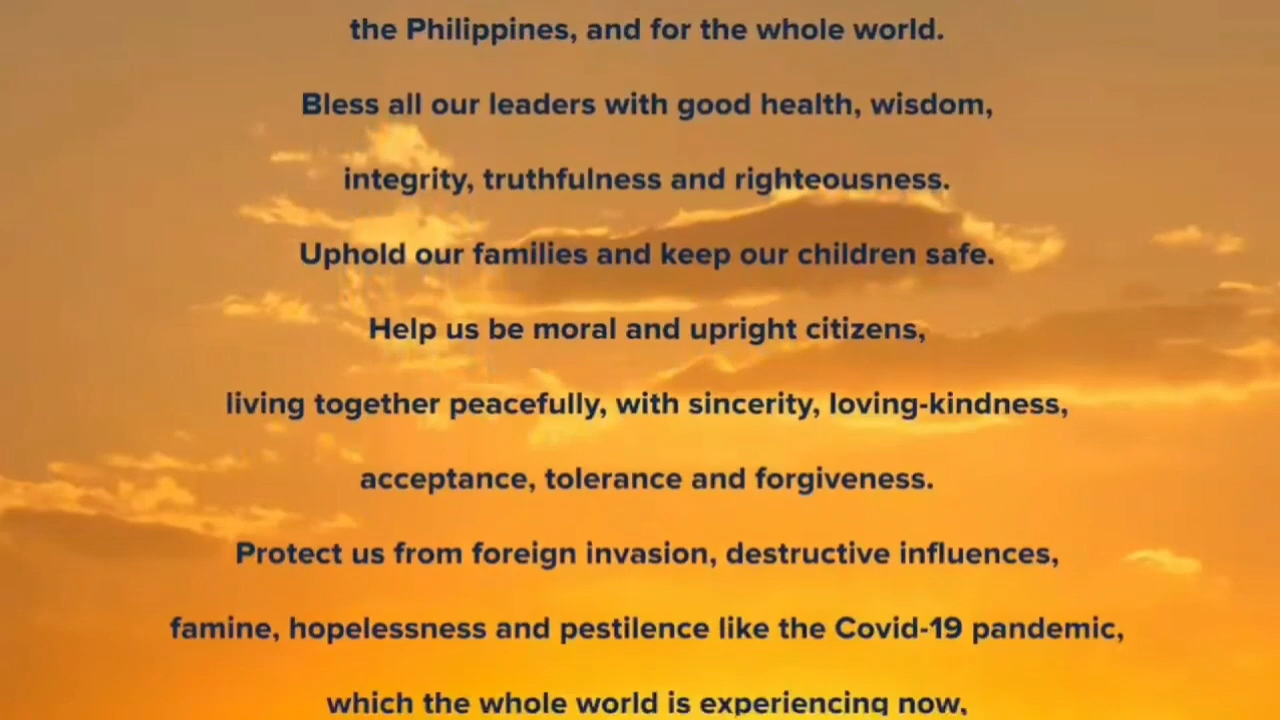 the Philippines, and for the whole world.
Bless all our leaders with good health, wisdom,
integrity, truthfulness and righteousness.
Uphold our families and keep our children safe.
Help us be moral and upright citizens,
living together peacefully, with sincerity, loving-kindness,
acceptance, tolerance and forgiveness.
Protect us from foreign invasion, destructive influences,
famine, hopelessness and pestilence like the Covid-19 pandemic,
which the whole world is experiencing now,